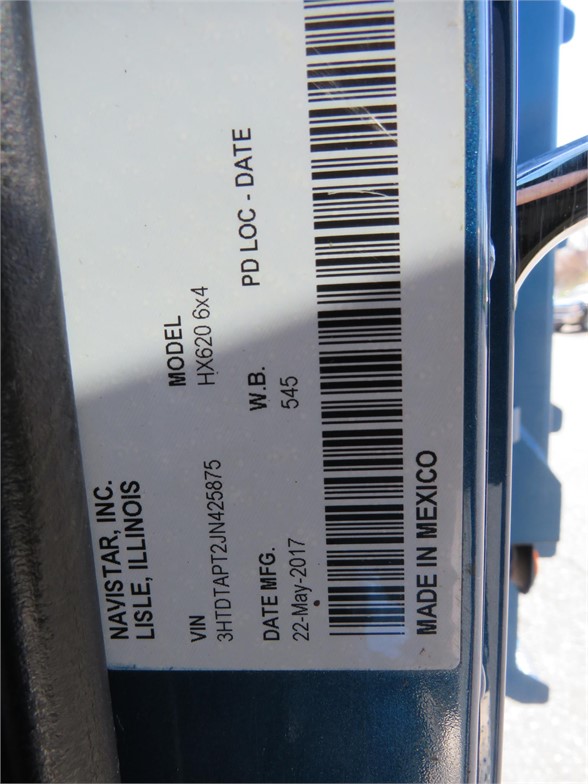 NAVISTAR, INC.
LISLE, ILLINOIS
MODEL
HX620 6x4
VIN
3HTDTAPT2JN425875
PD LOC - DATE
W.B.
545
DATE MFG.
22-May-2017
MADE IN MEXICO